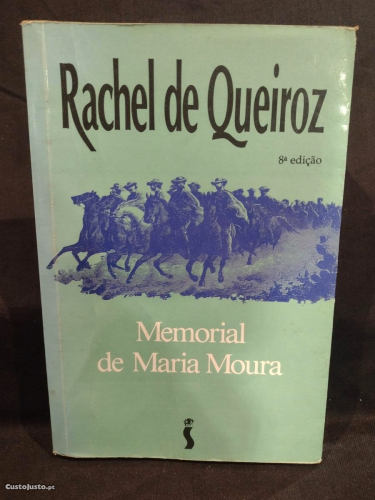 Rachel de Queiroz
8ª edição
Memorial
de Maria Moura
S
CustoJusto.pt